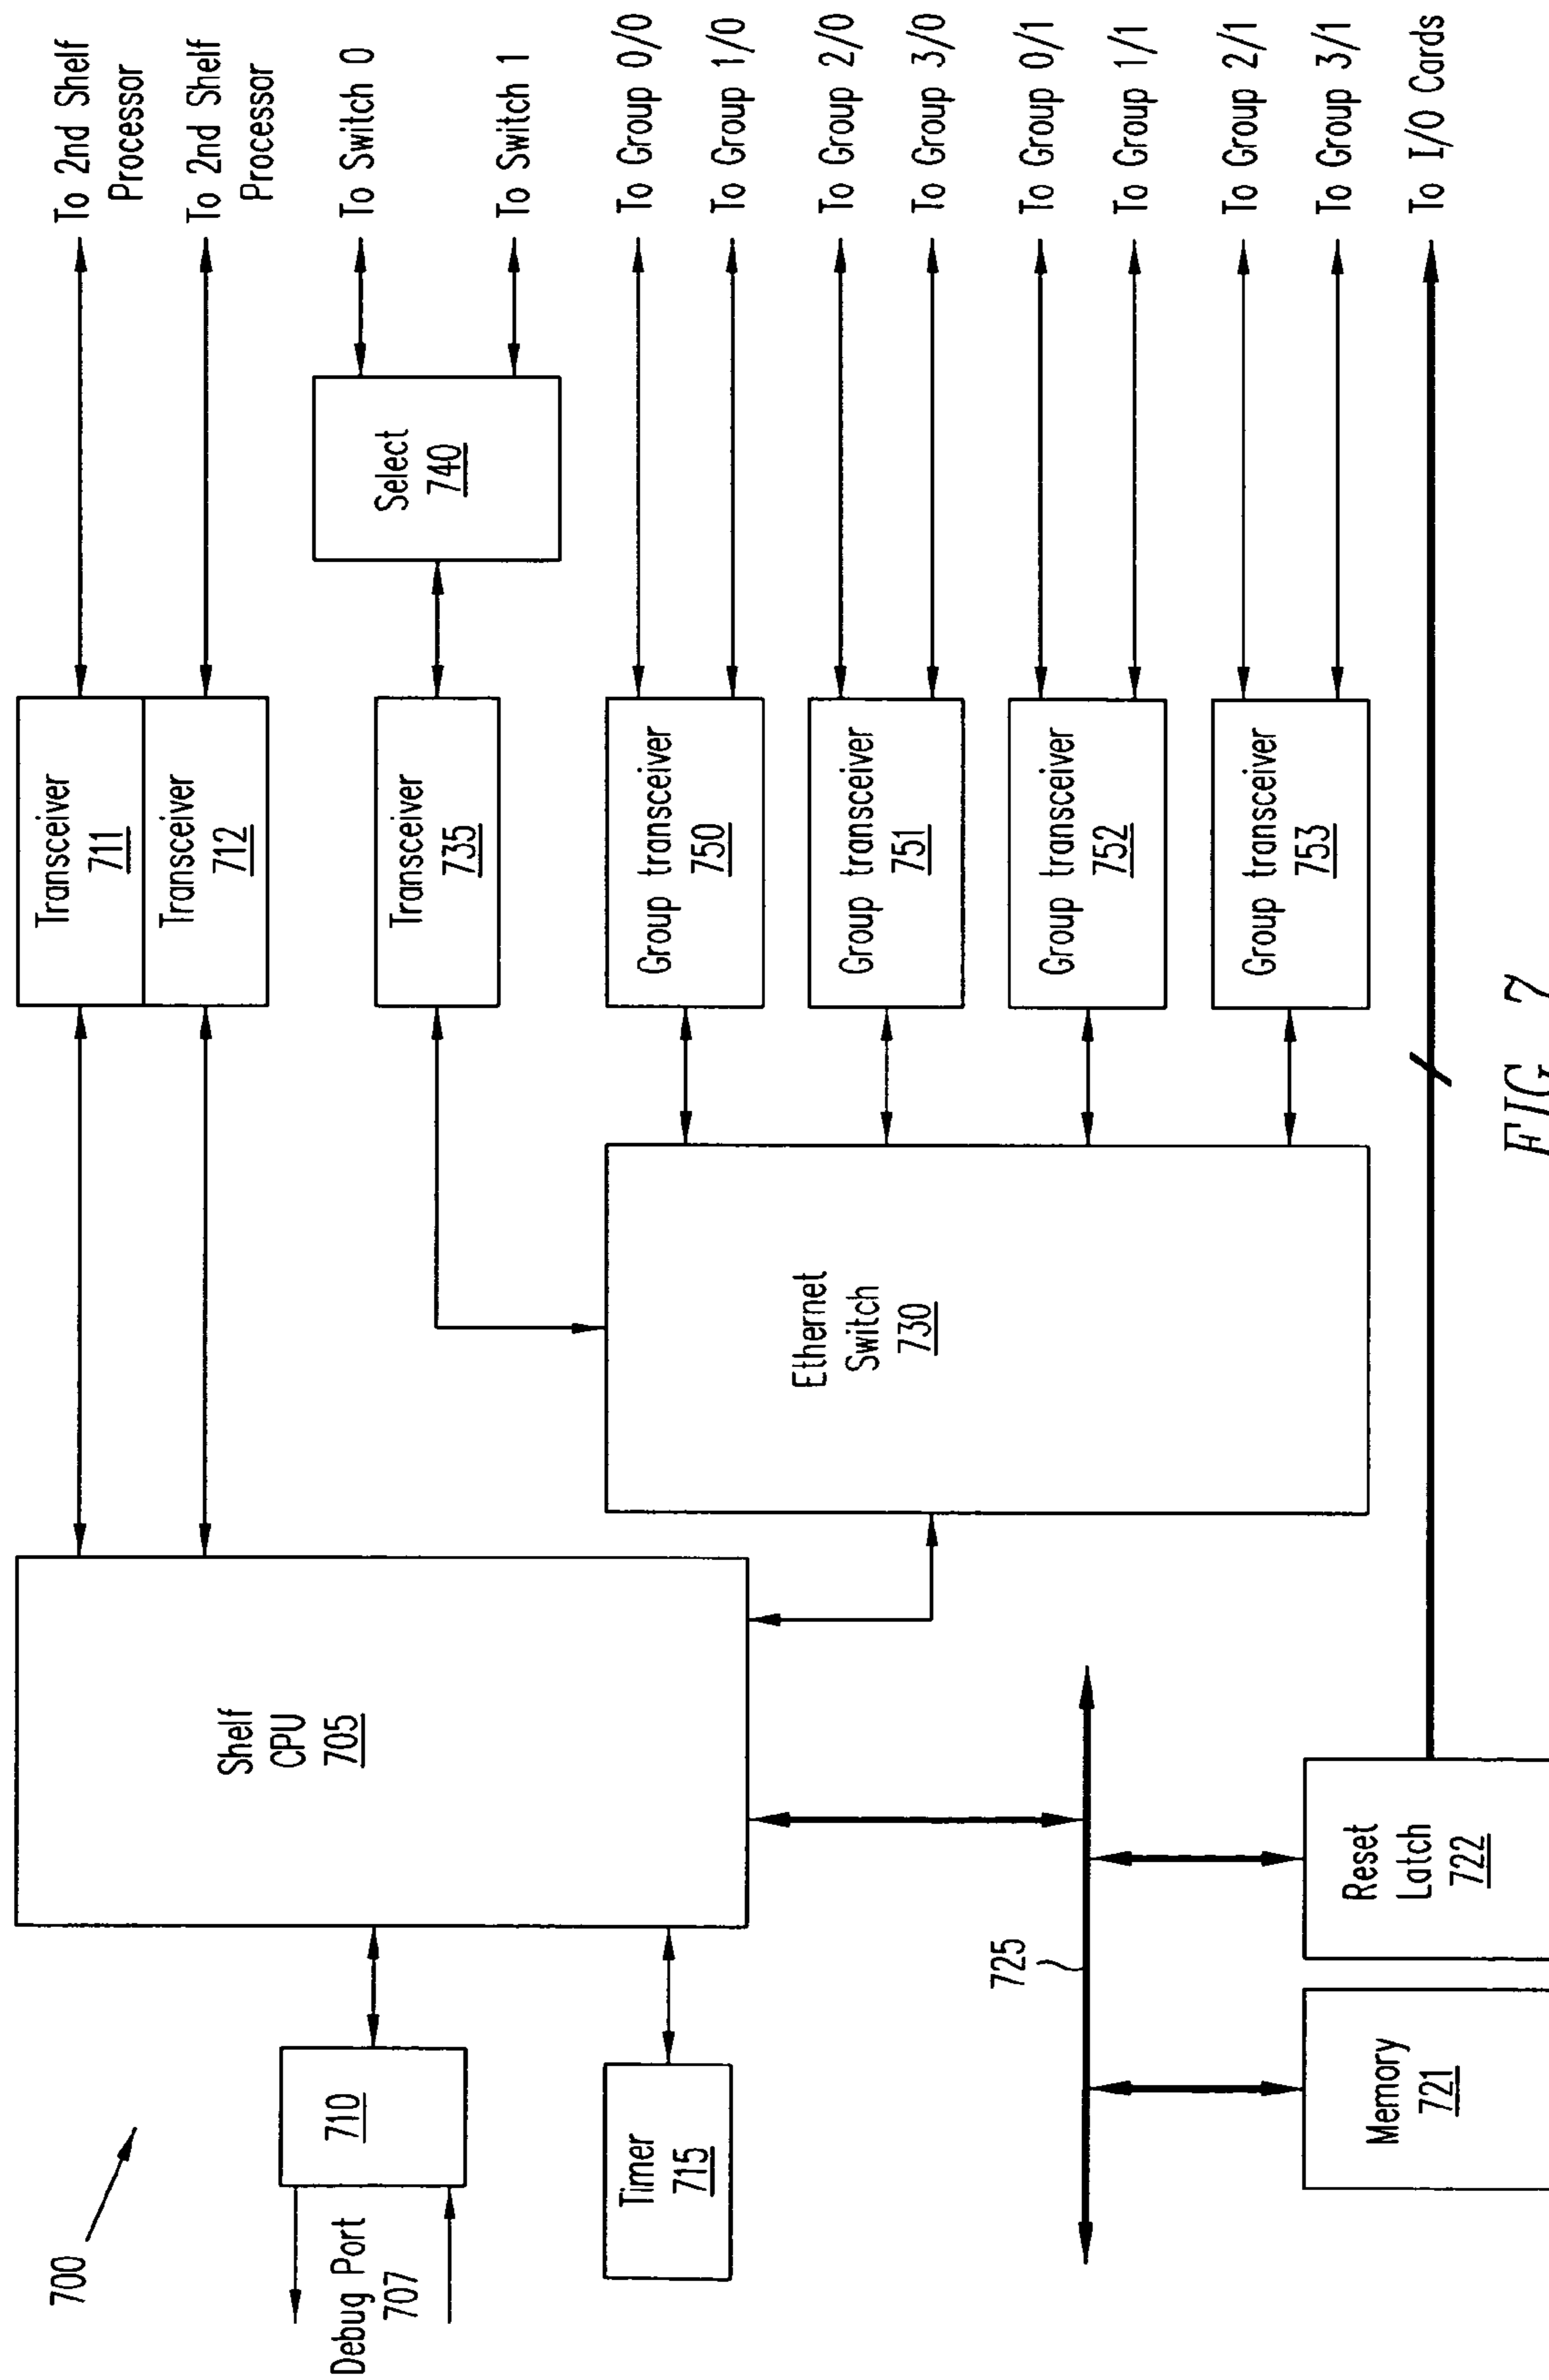 700
Debug Port
707
710
Timer
715
Shelf
CPU
705
725
Memory
721
Reset
Latch
722
Ethernet
Switch
730
Transceiver
711
Transceiver
712
Transceiver
735
Select
740
Group transceiver
750
Group transceiver
751
Group transceiver
752
Group transceiver
753
To 2nd Shelf
Processor
To 2nd Shelf
Processor
To Switch 0
To Switch 1
To Group 0/0
To Group 1/0
To Group 2/0
To Group 3/0
To Group 0/1
To Group 1/1
To Group 2/1
To Group 3/1
To I/O Cards
FIG. 7